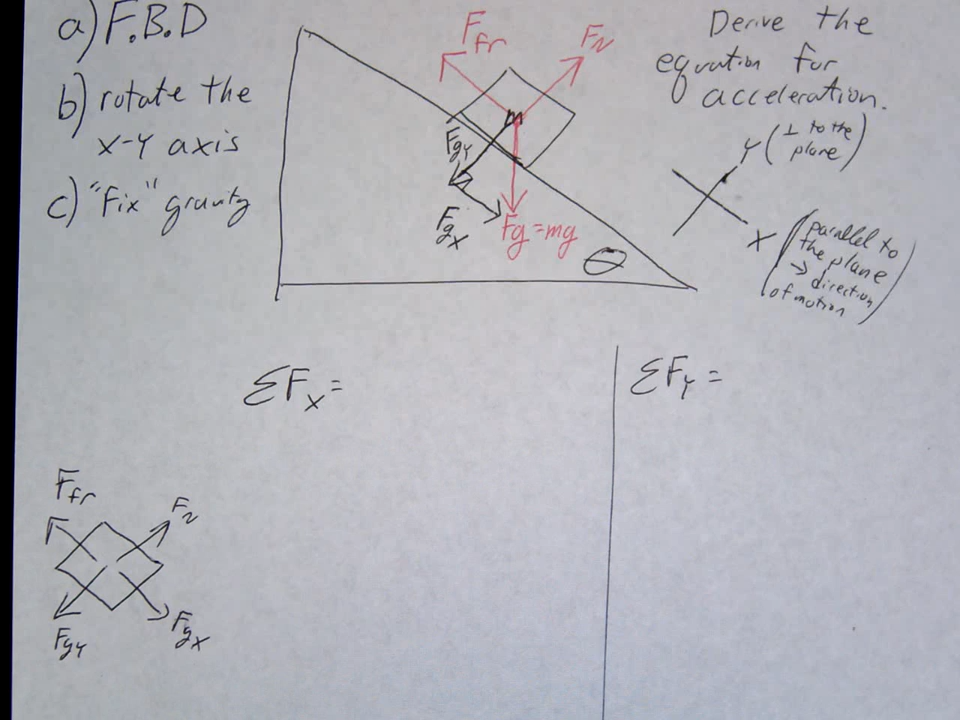 a) F.B.D
b) rotate the
x-y axis
c) "Fix" gravity
Ffr
FN
m
Fgy
Fgx
Fg=mg
θ
Derive the
equation for
acceleration.
y (⊥ to the
plane)
x (parallel to
the plane
→ direction
of motion)
ΣFx=
ΣFy=
Ffr
FN
Fgy
Fgx